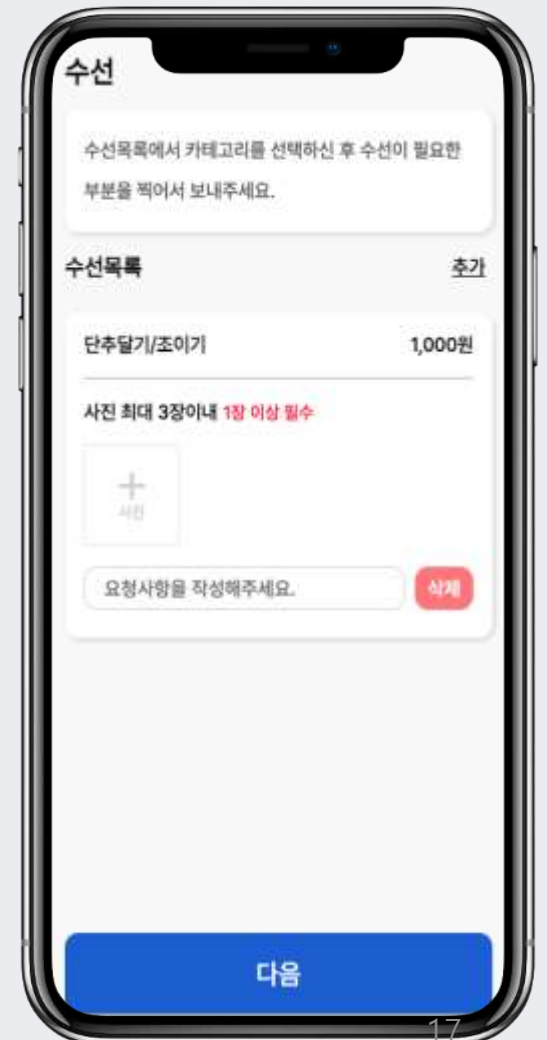 수선
수선목록에서 카테고리를 선택하신 후 수선이 필요한
부분을 찍어서 보내주세요.
수선목록 추가
단추달기/조이기 1,000원
사진 최대 3장이내 1장 이상 필수
사진
요청사항을 작성해주세요. 삭제
다음
17